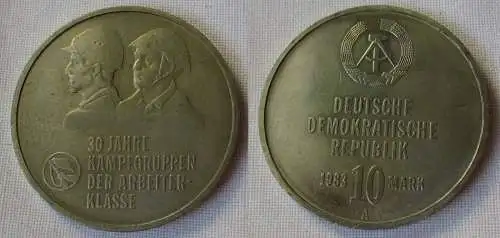 30 JAHRE
KAMPFGRUPPEN
DER ARBEITER-
KLASSE
DEUTSCHE
DEMOKRATISCHE
REPUBLIK
1983 10 MARK
A